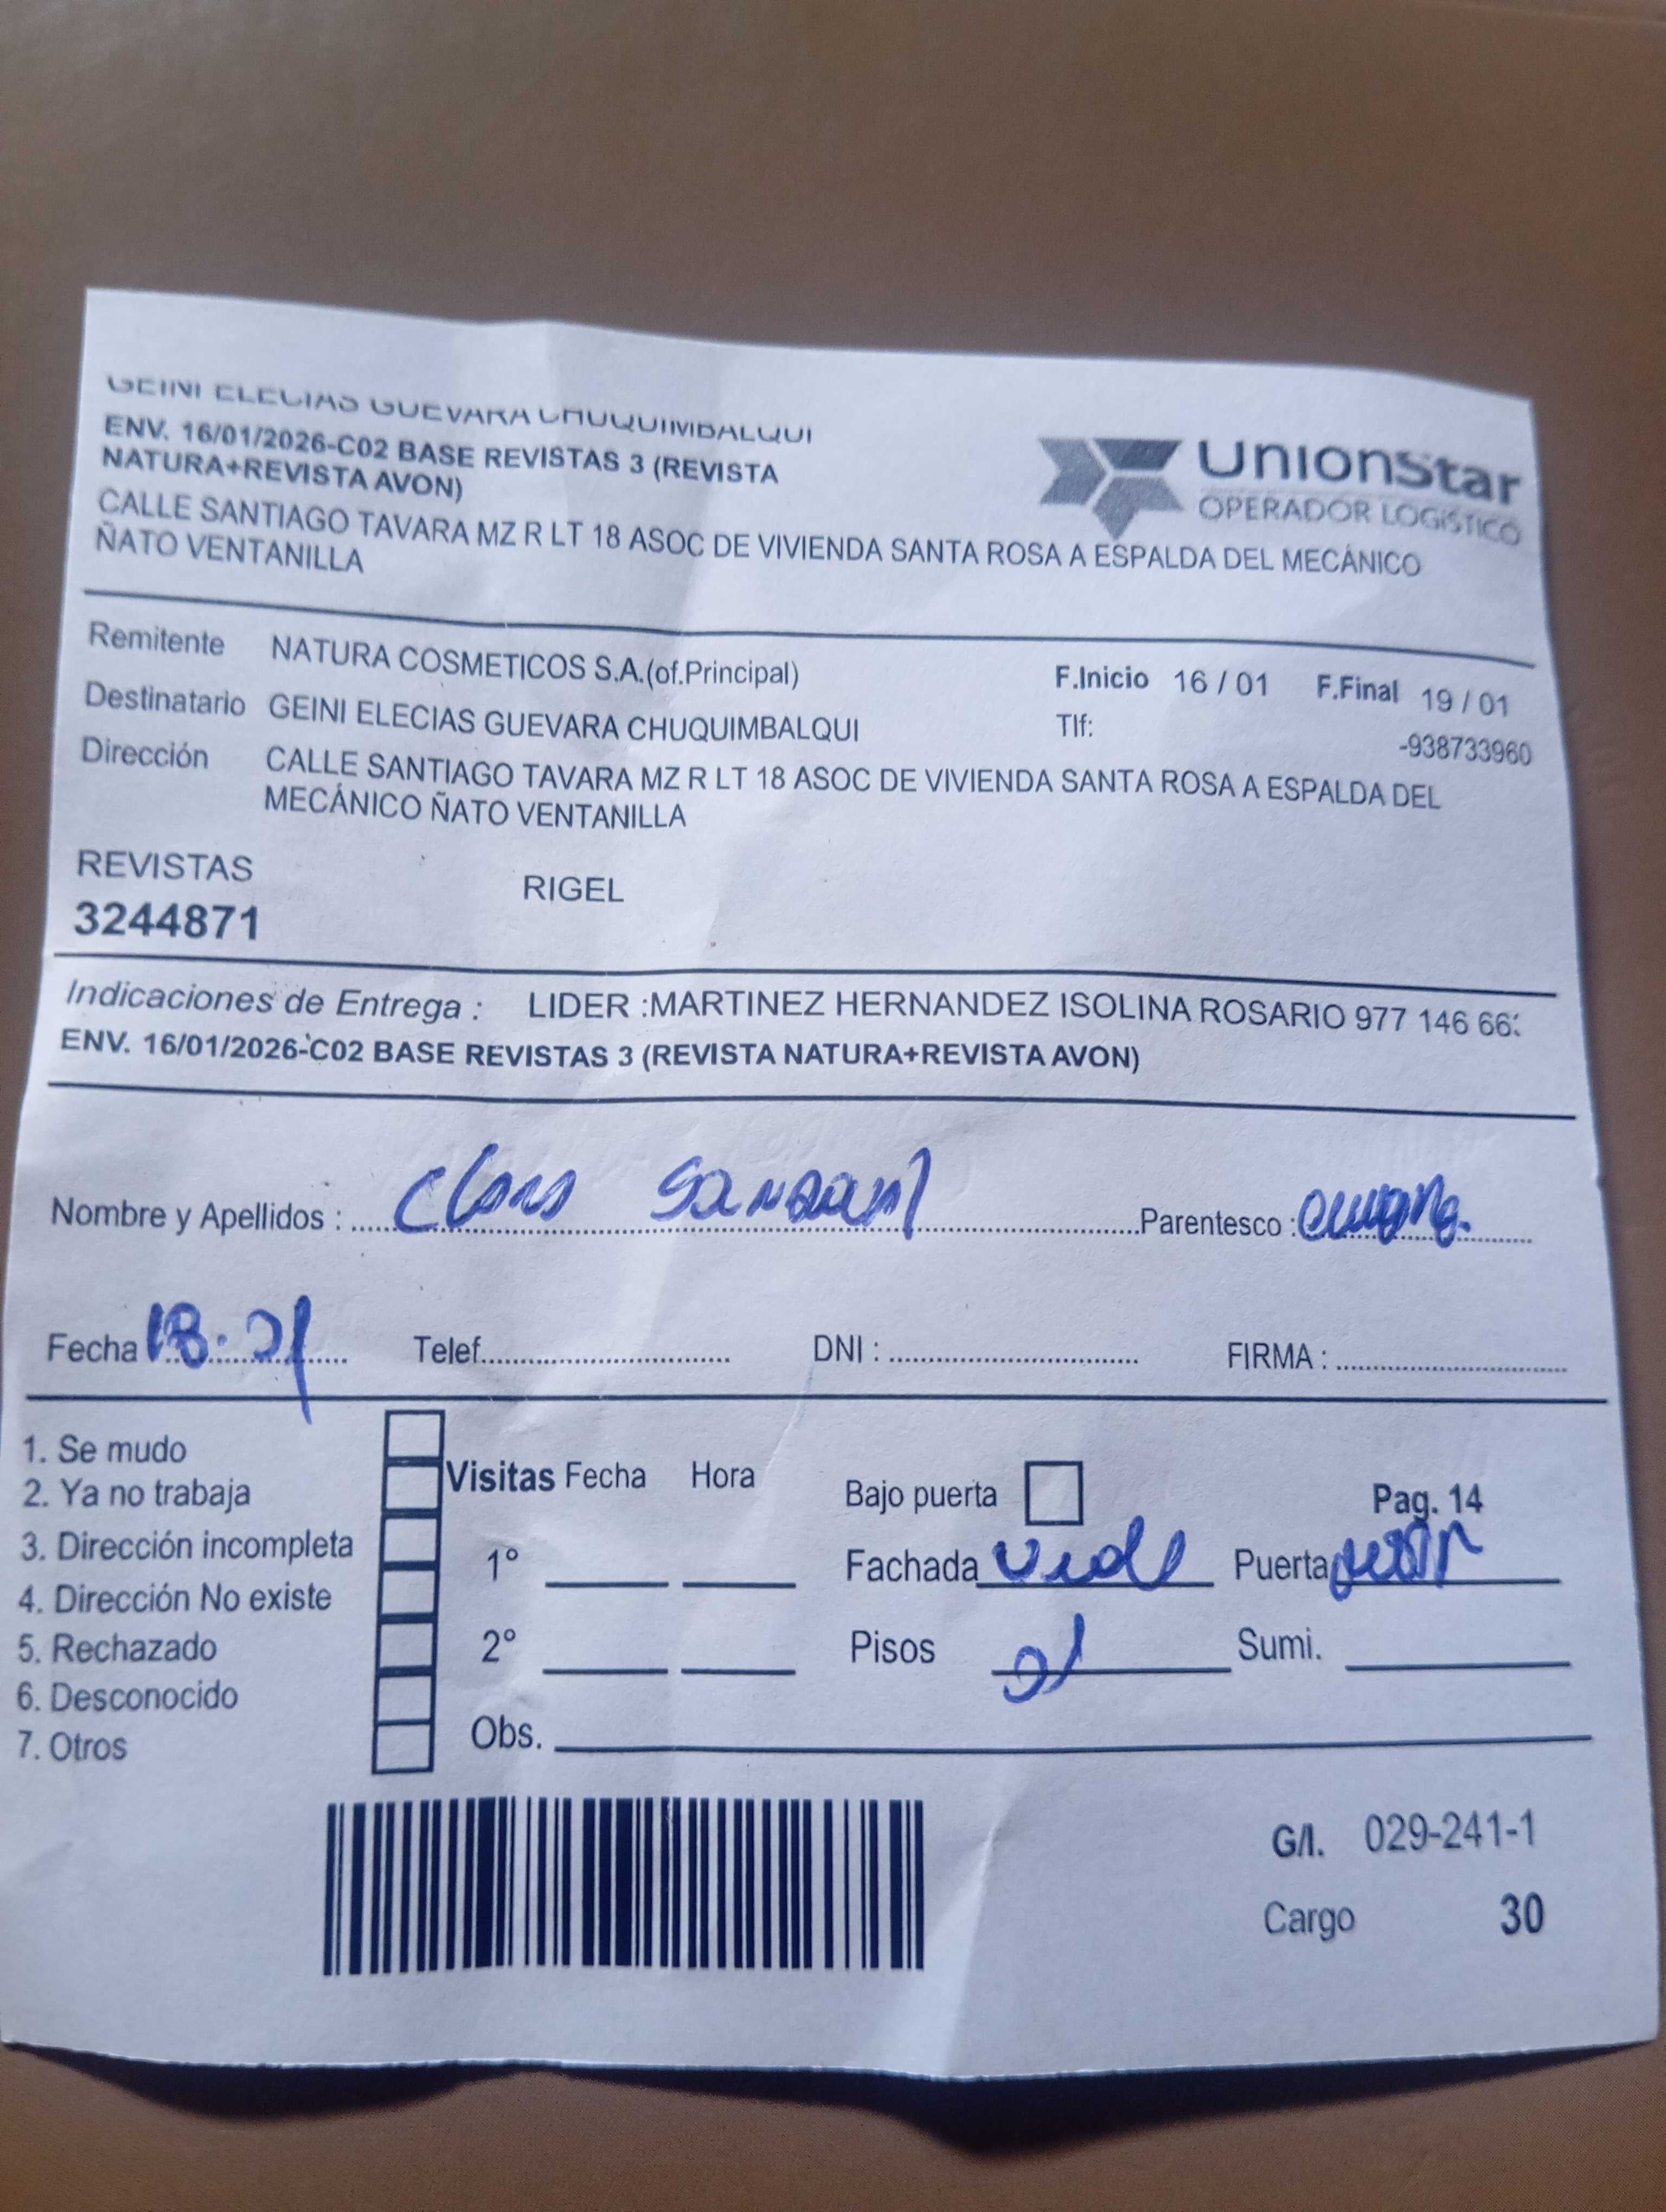 GEINI ELECIAS GUEVARA CHUQUIMBALQUI
ENV. 16/01/2026-C02 BASE REVISTAS 3 (REVISTA
NATURA+REVISTA AVON)
CALLE SANTIAGO TAVARA MZ R LT 18 ASOC DE VIVIENDA SANTA ROSA A ESPALDA DEL MECÁNICO
ÑATO VENTANILLA
UnionStar
OPERADOR LOGíSTICO
Remitente NATURA COSMETICOS S.A.(of.Principal) F.Inicio 16 / 01 F.Final 19 / 01
Destinatario GEINI ELECIAS GUEVARA CHUQUIMBALQUI Tlf: -938733960
Dirección CALLE SANTIAGO TAVARA MZ R LT 18 ASOC DE VIVIENDA SANTA ROSA A ESPALDA DEL
MECÁNICO ÑATO VENTANILLA
REVISTAS RIGEL
3244871
Indicaciones de Entrega : LIDER :MARTINEZ HERNANDEZ ISOLINA ROSARIO 977 146 66
ENV. 16/01/2026-C02 BASE REVISTAS 3 (REVISTA NATURA+REVISTA AVON)
Nombre y Apellidos : Parentesco :
Fecha 18.01 Telef. DNI : FIRMA :
1. Se mudo
2. Ya no trabaja
3. Dirección incompleta
4. Dirección No existe
5. Rechazado
6. Desconocido
7. Otros
Visitas Fecha Hora
1°
2°
Obs.
Bajo puerta Pag. 14
Fachada Puerta
Pisos 01 Sumi.
G/I. 029-241-1
Cargo 30